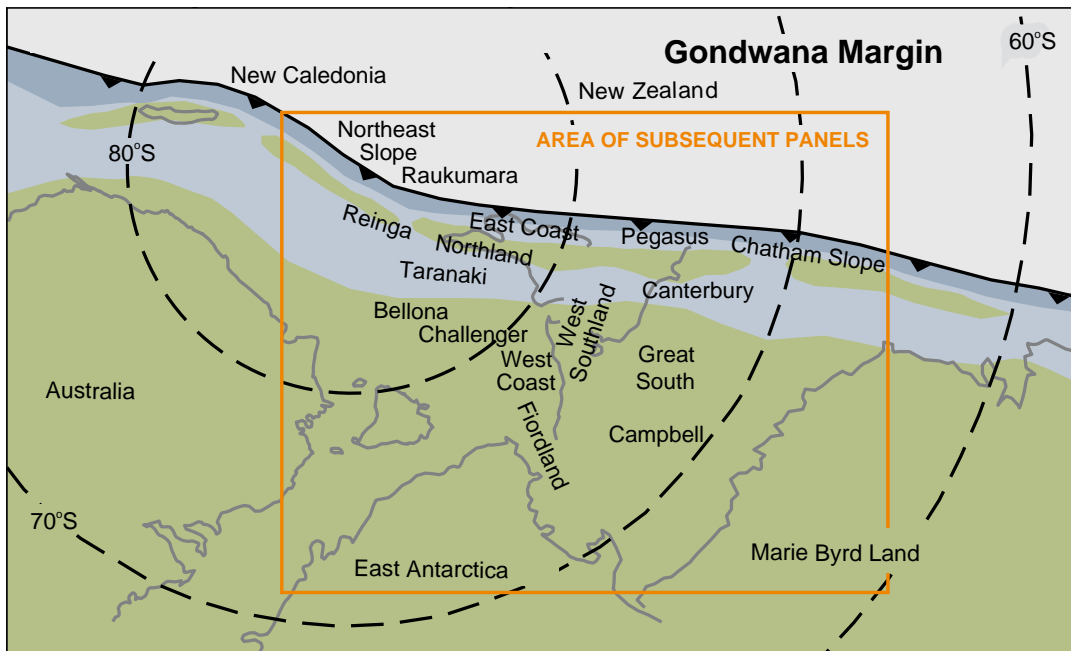 Gondwana Margin
60°S
New Caledonia
New Zealand
Northeast
Slope
AREA OF SUBSEQUENT PANELS
80°S
Raukumara
Reinga
East Coast
Pegasus
Northland
Chatham Slope
Taranaki
Canterbury
Bellona
Challenger
West
Southland
West
Coast
Great
South
Australia
Fiordland
Campbell
70°S
East Antarctica
Marie Byrd Land